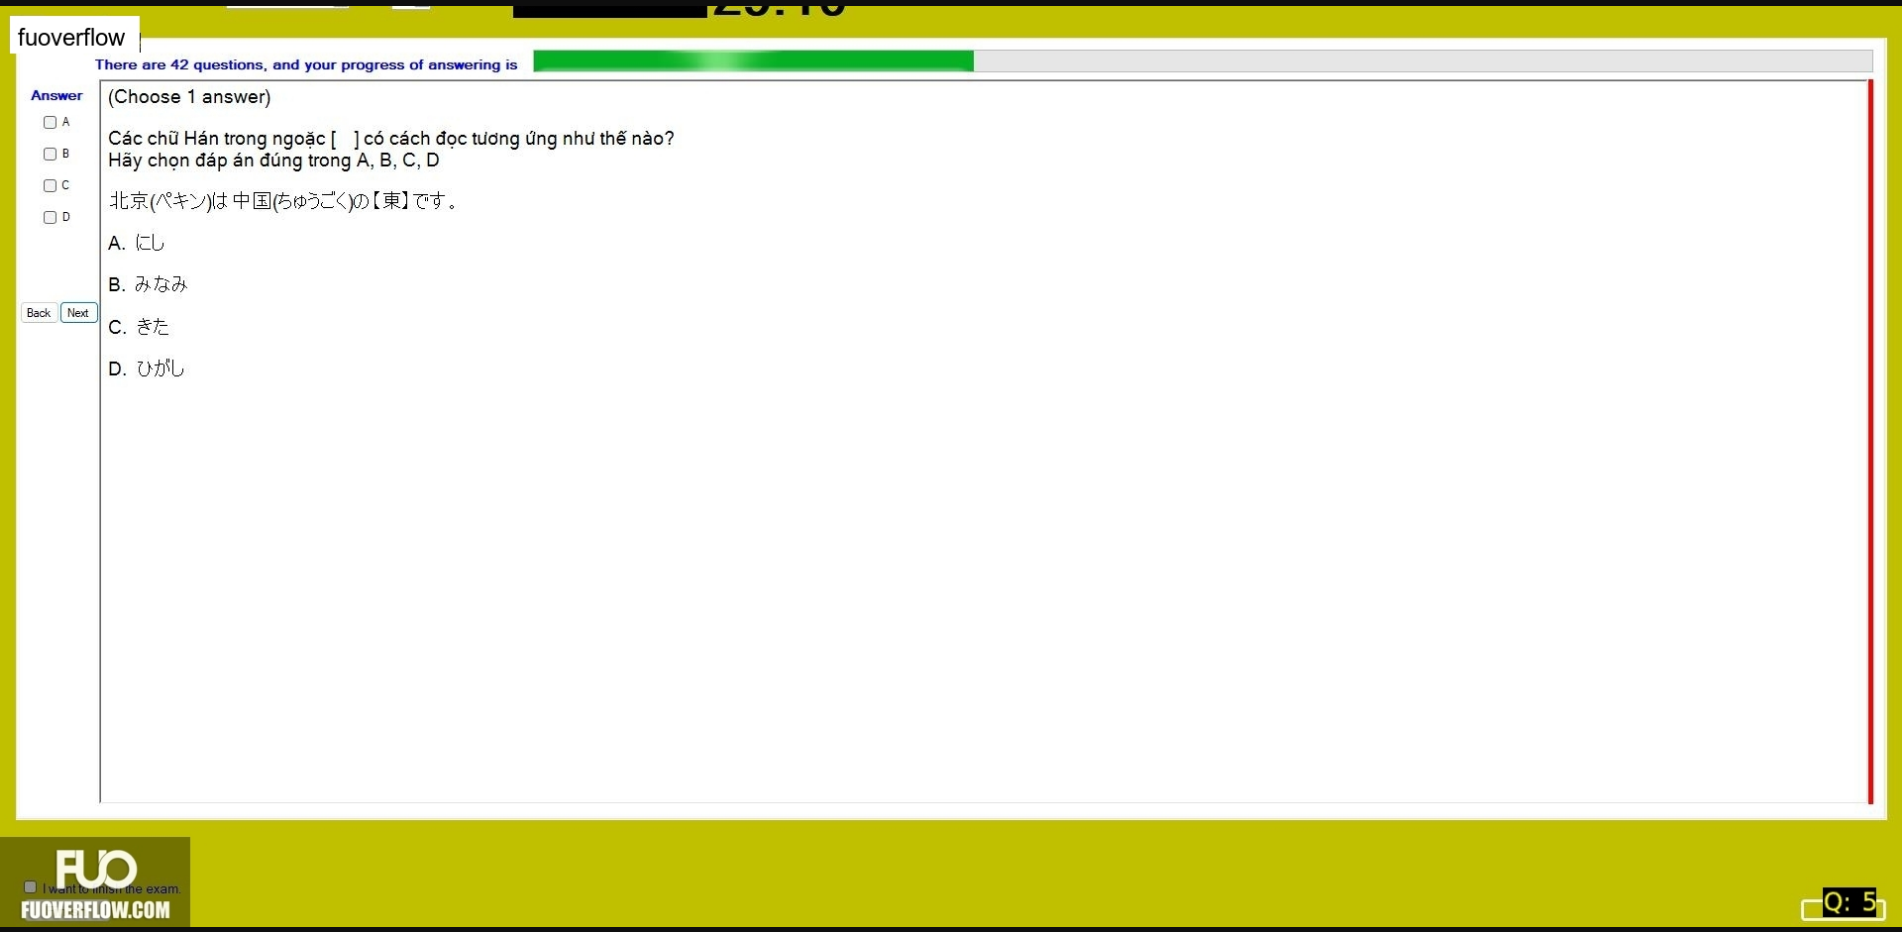 fuoverflow
There are 42 questions, and your progress of answering is
Answer
A
B
C
D
Back Next
(Choose 1 answer)
Các chữ Hán trong ngoặc [ ] có cách đọc tương ứng như thế nào?
Hãy chọn đáp án đúng trong A, B, C, D
北京(ペキン)は 中国(ちゅうごく)の【東】です。
A. にし
B. みなみ
C. きた
D. ひがし
FUO
I want to finish the exam.
FUOVERFLOW.COM
Q: 5